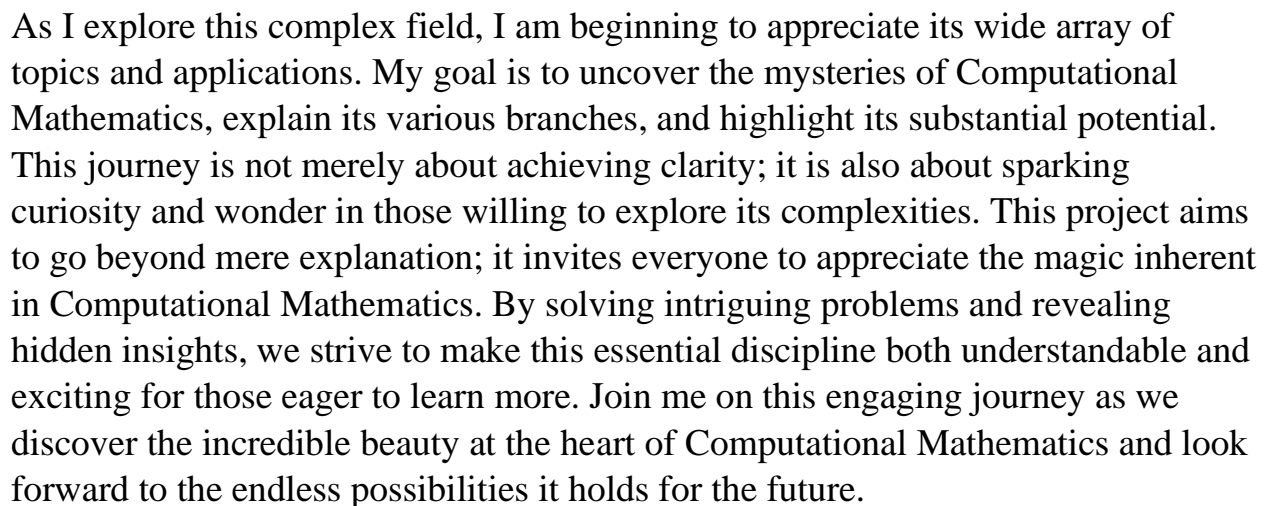 As I explore this complex field, I am beginning to appreciate its wide array of
topics and applications. My goal is to uncover the mysteries of Computational
Mathematics, explain its various branches, and highlight its substantial potential.
This journey is not merely about achieving clarity; it is also about sparking
curiosity and wonder in those willing to explore its complexities. This project aims
to go beyond mere explanation; it invites everyone to appreciate the magic inherent
in Computational Mathematics. By solving intriguing problems and revealing
hidden insights, we strive to make this essential discipline both understandable and
exciting for those eager to learn more. Join me on this engaging journey as we
discover the incredible beauty at the heart of Computational Mathematics and look
forward to the endless possibilities it holds for the future.